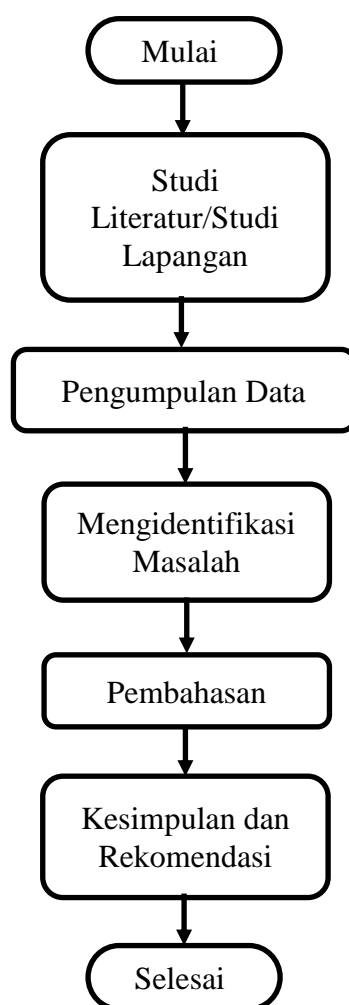 Mulai
Studi
Literatur/Studi
Lapangan
Pengumpulan Data
Mengidentifikasi
Masalah
Pembahasan
Kesimpulan dan
Rekomendasi
Selesai